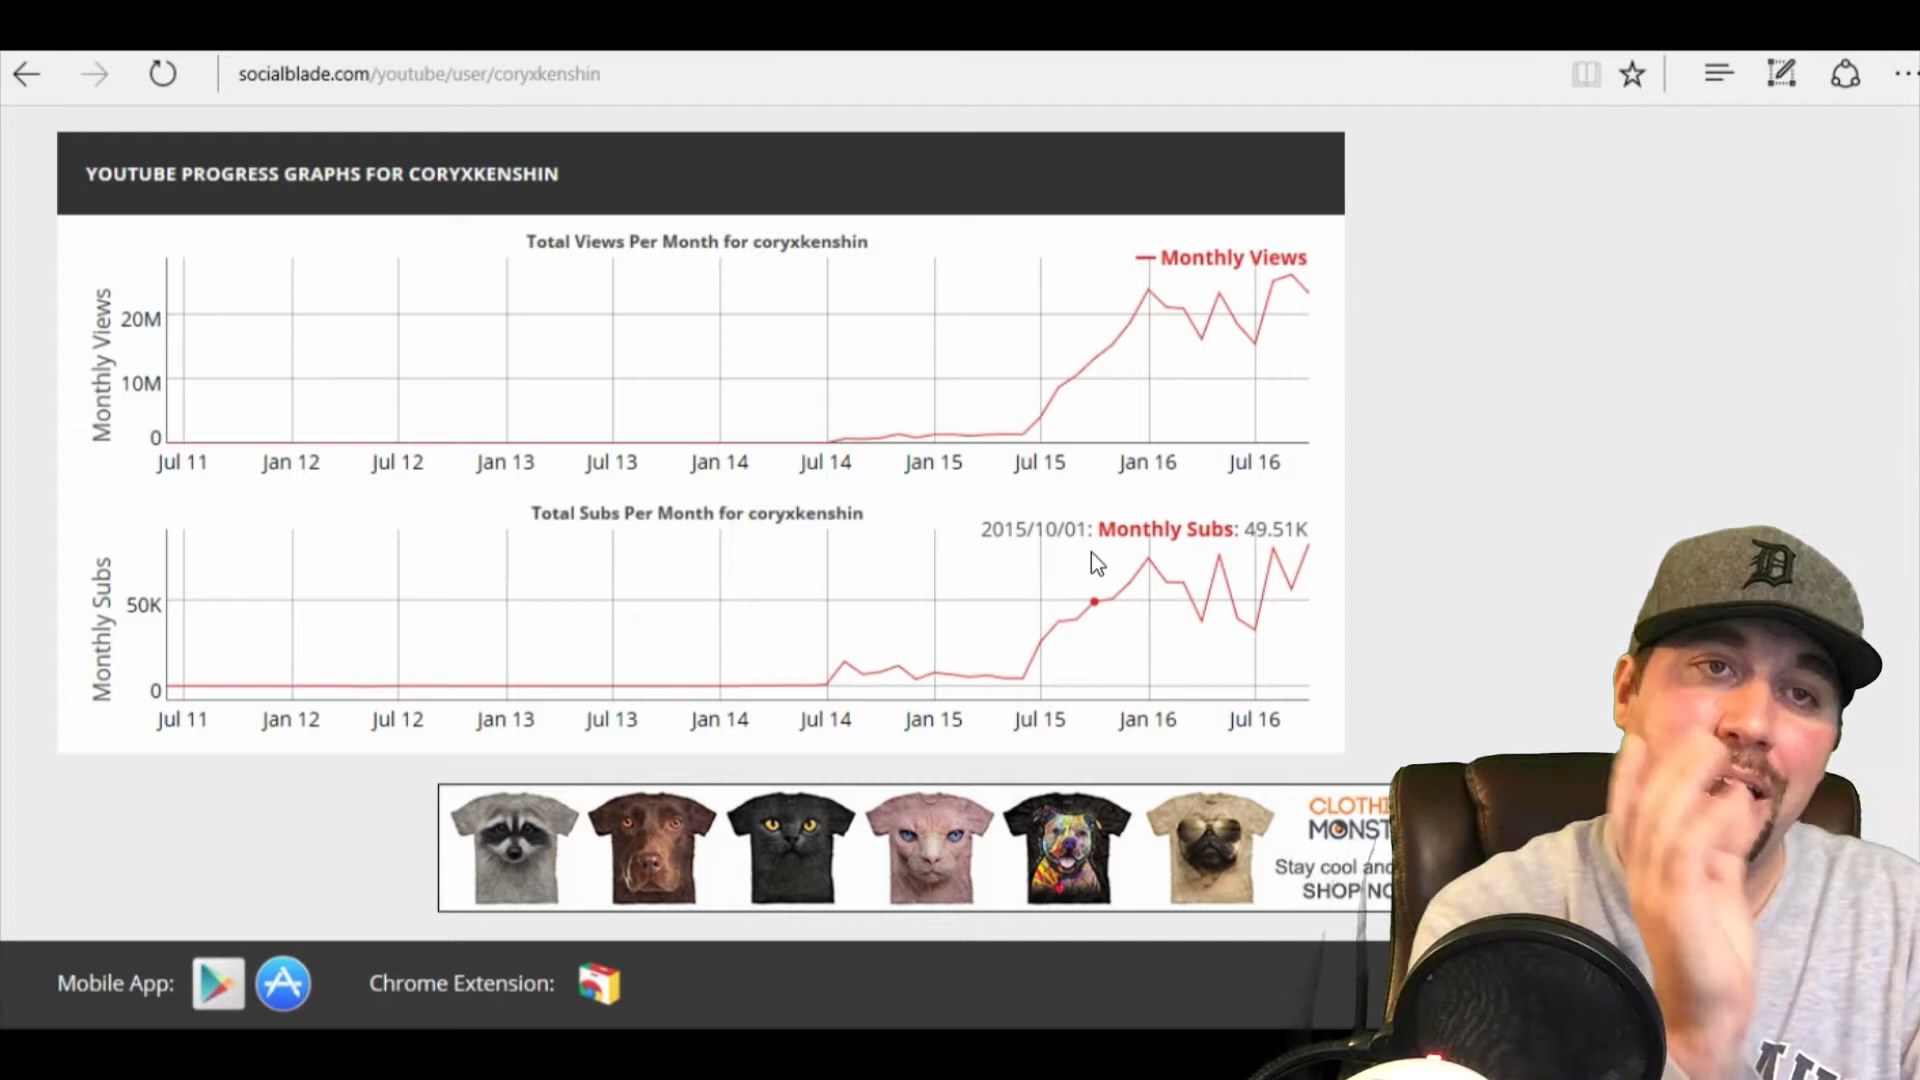 socialblade.com/youtube/user/coryxkenshin
YOUTUBE PROGRESS GRAPHS FOR CORYXKENSHIN
Total Views Per Month for coryxkenshin
Monthly Views
Monthly Views
20M
10M
0
Jul 11 Jan 12 Jul 12 Jan 13 Jul 13 Jan 14 Jul 14 Jan 15 Jul 15 Jan 16 Jul 16
Total Subs Per Month for coryxkenshin
2015/10/01: Monthly Subs: 49.51K
Monthly Subs
50K
0
Jul 11 Jan 12 Jul 12 Jan 13 Jul 13 Jan 14 Jul 14 Jan 15 Jul 15 Jan 16 Jul 16
D
Stay cool
SHOP
Mobile App:
Chrome Extension: